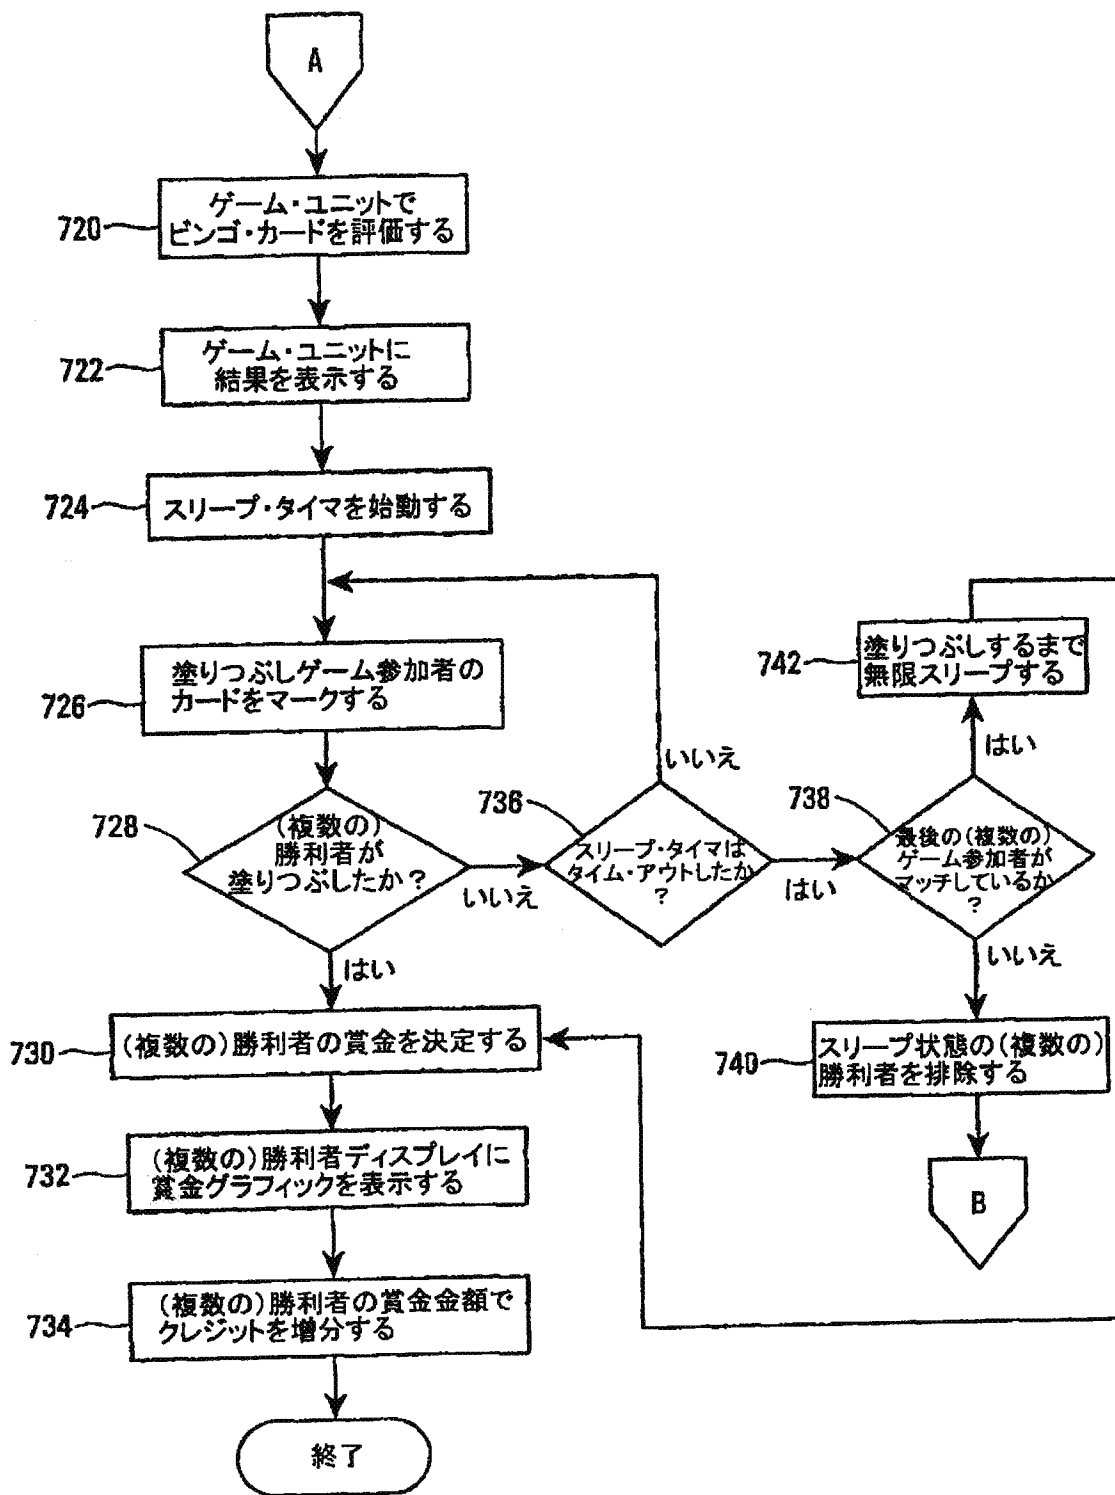 A
720
ゲーム・ユニットで
ビンゴ・カードを評価する
722
ゲーム・ユニットに
結果を表示する
724
スリープ・タイマを始動する
726
塗りつぶしゲーム参加者の
カードをマークする
728
(複数の)
勝利者が
塗りつぶしたか?
いいえ
はい
736
スリープ・タイマは
タイム・アウトしたか
?
いいえ
はい
738
最後の(複数の)
ゲーム参加者が
マッチしているか
?
はい
いいえ
742
塗りつぶしするまで
無限スリープする
740
スリープ状態の(複数の)
勝利者を排除する
B
730
(複数の)勝利者の賞金を決定する
732
(複数の)勝利者ディスプレイに
賞金グラフィックを表示する
734
(複数の)勝利者の賞金金額で
クレジットを増分する
終了